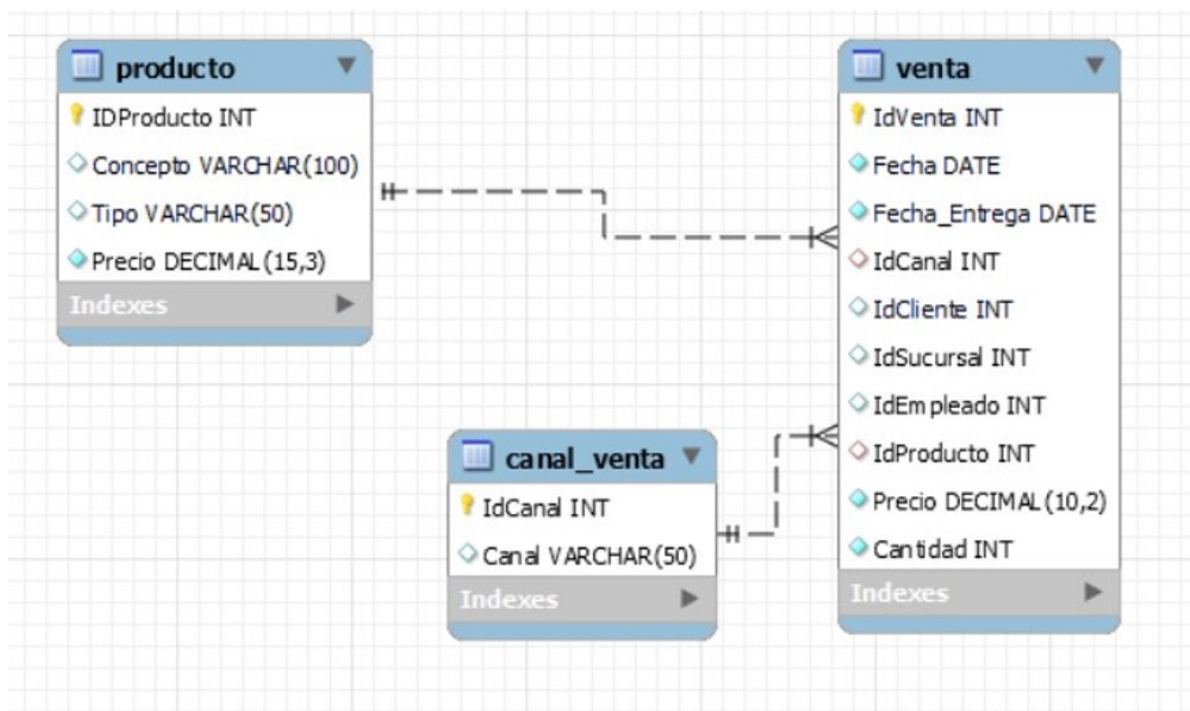 producto
IDProducto INT
Concepto VARCHAR(100)
Tipo VARCHAR(50)
Precio DECIMAL(15,3)
Indexes
venta
IdVenta INT
Fecha DATE
Fecha_Entrega DATE
IdCanal INT
IdCliente INT
IdSucursal INT
IdEmpleado INT
IdProducto INT
Precio DECIMAL(10,2)
Cantidad INT
Indexes
canal_venta
IdCanal INT
Canal VARCHAR(50)
Indexes